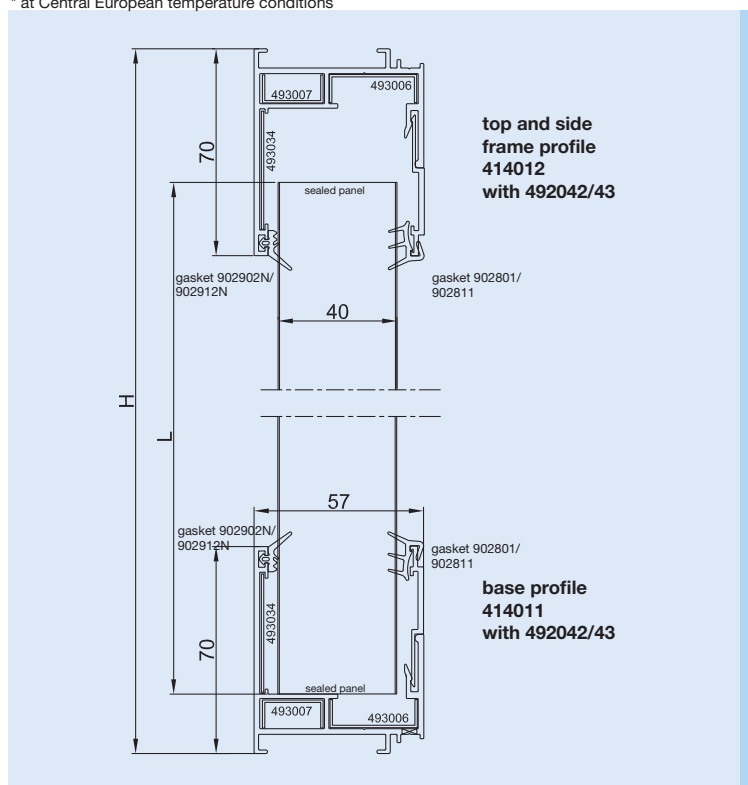 * at Central European temperature conditions
493007
493006
70
493034
top and side
frame profile
414012
with 492042/43
sealed panel
gasket 902902N/
902912N
gasket 902801/
902811
40
H
L
57
gasket 902902N/
902912N
gasket 902801/
902811
base profile
414011
with 492042/43
493034
70
sealed panel
493007
493006